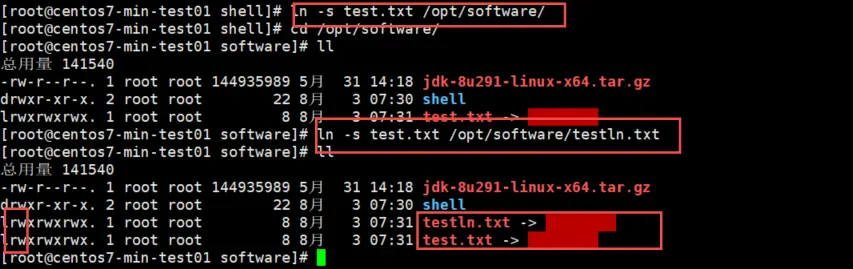 [root@centos7-min-test01 shell]# ln -s test.txt /opt/software/
[root@centos7-min-test01 shell]# cd /opt/software/
[root@centos7-min-test01 software]# ll
总用量 141540
-rw-r--r--. 1 root root 144935989 5月 31 14:18 jdk-8u291-linux-x64.tar.gz
drwxr-xr-x. 2 root root 22 8月 3 07:30 shell
lrwxrwxrwx. 1 root root 8 8月 3 07:31 test.txt ->
[root@centos7-min-test01 software]# ln -s test.txt /opt/software/testln.txt
[root@centos7-min-test01 software]# ll
总用量 141540
-rw-r--r--. 1 root root 144935989 5月 31 14:18 jdk-8u291-linux-x64.tar.gz
drwxr-xr-x. 2 root root 22 8月 3 07:30 shell
lrwxrwxrwx. 1 root root 8 8月 3 07:31 testln.txt ->
lrwxrwxrwx. 1 root root 8 8月 3 07:31 test.txt ->
[root@centos7-min-test01 software]#